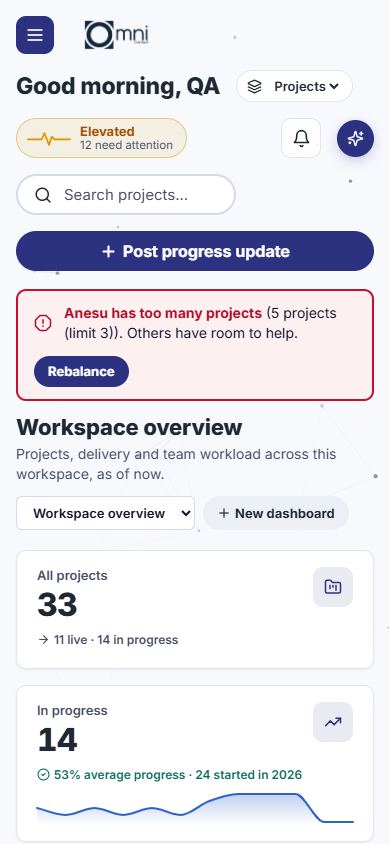 Omni
Good morning, QA
Projects
Elevated
12 need attention
Search projects...
+ Post progress update
Anesu has too many projects (5 projects
(limit 3)). Others have room to help.
Rebalance
Workspace overview
Projects, delivery and team workload across this
workspace, as of now.
Workspace overview
+ New dashboard
All projects
33
→ 11 live · 14 in progress
In progress
14
53% average progress · 24 started in 2026